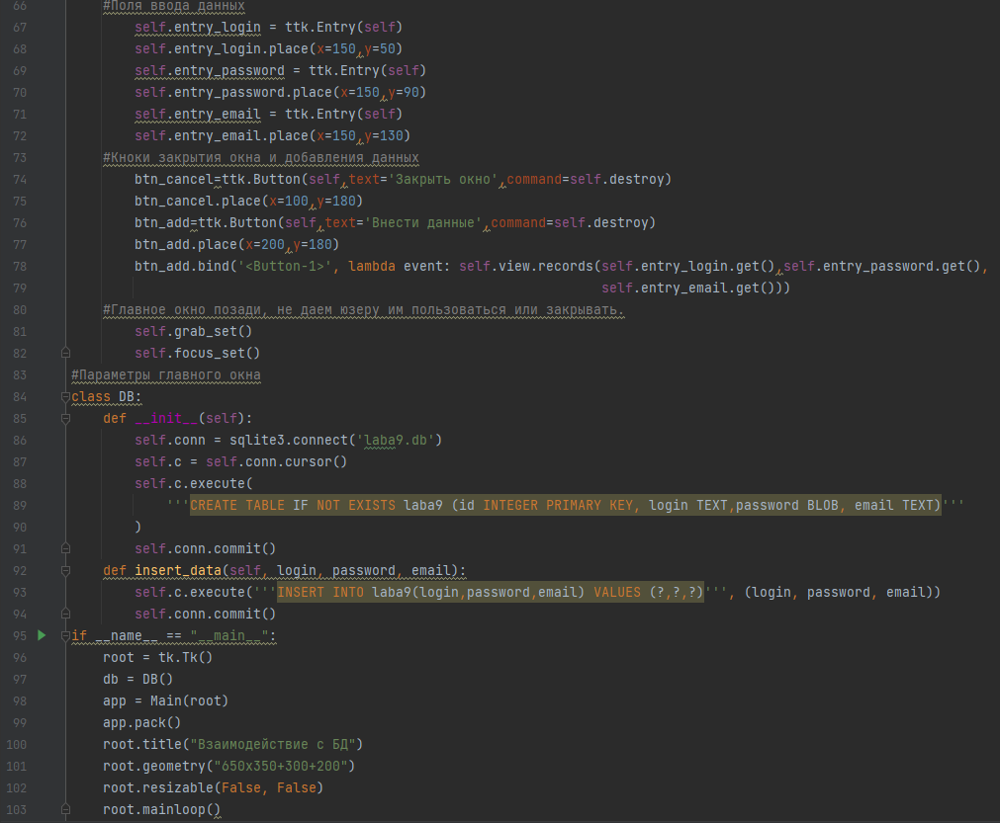 66 #Поля ввода данных
67 self.entry_login = ttk.Entry(self)
68 self.entry_login.place(x=150,y=50)
69 self.entry_password = ttk.Entry(self)
70 self.entry_password.place(x=150,y=90)
71 self.entry_email = ttk.Entry(self)
72 self.entry_email.place(x=150,y=130)
73 #Кноки закрытия окна и добавления данных
74 btn_cancel=ttk.Button(self,text='Закрыть окно',command=self.destroy)
75 btn_cancel.place(x=100,y=180)
76 btn_add=ttk.Button(self,text='Внести данные',command=self.destroy)
77 btn_add.place(x=200,y=180)
78 btn_add.bind('<Button-1>', lambda event: self.view.records(self.entry_login.get(),self.entry_password.get(),
79 self.entry_email.get()))
80 #Главное окно позади, не даем юзеру им пользоваться или закрывать.
81 self.grab_set()
82 self.focus_set()
83 #Параметры главного окна
84 class DB:
85 def __init__(self):
86 self.conn = sqlite3.connect('laba9.db')
87 self.c = self.conn.cursor()
88 self.c.execute(
89 '''CREATE TABLE IF NOT EXISTS laba9 (id INTEGER PRIMARY KEY, login TEXT,password BLOB, email TEXT)'''
90 )
91 self.conn.commit()
92 def insert_data(self, login, password, email):
93 self.c.execute('''INSERT INTO laba9(login,password,email) VALUES (?,?,?)''', (login, password, email))
94 self.conn.commit()
95 if __name__ == "__main__":
96 root = tk.Tk()
97 db = DB()
98 app = Main(root)
99 app.pack()
100 root.title("Взаимодействие с БД")
101 root.geometry("650x350+300+200")
102 root.resizable(False, False)
103 root.mainloop()